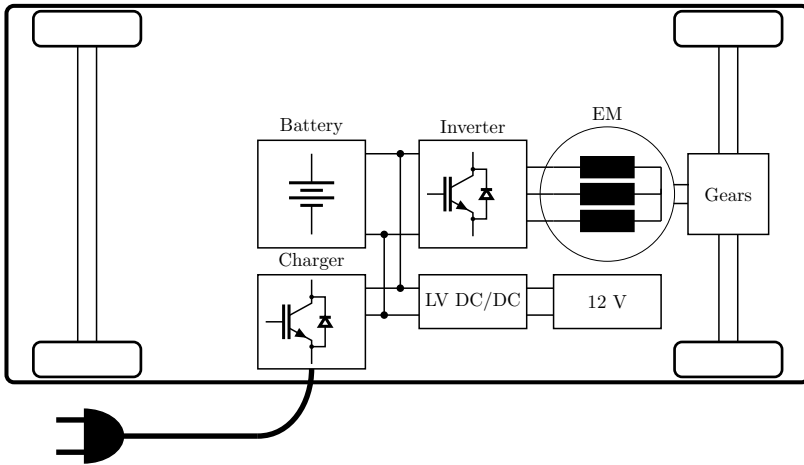 EM
Battery
Inverter
Gears
Charger
LV DC/DC
12 V